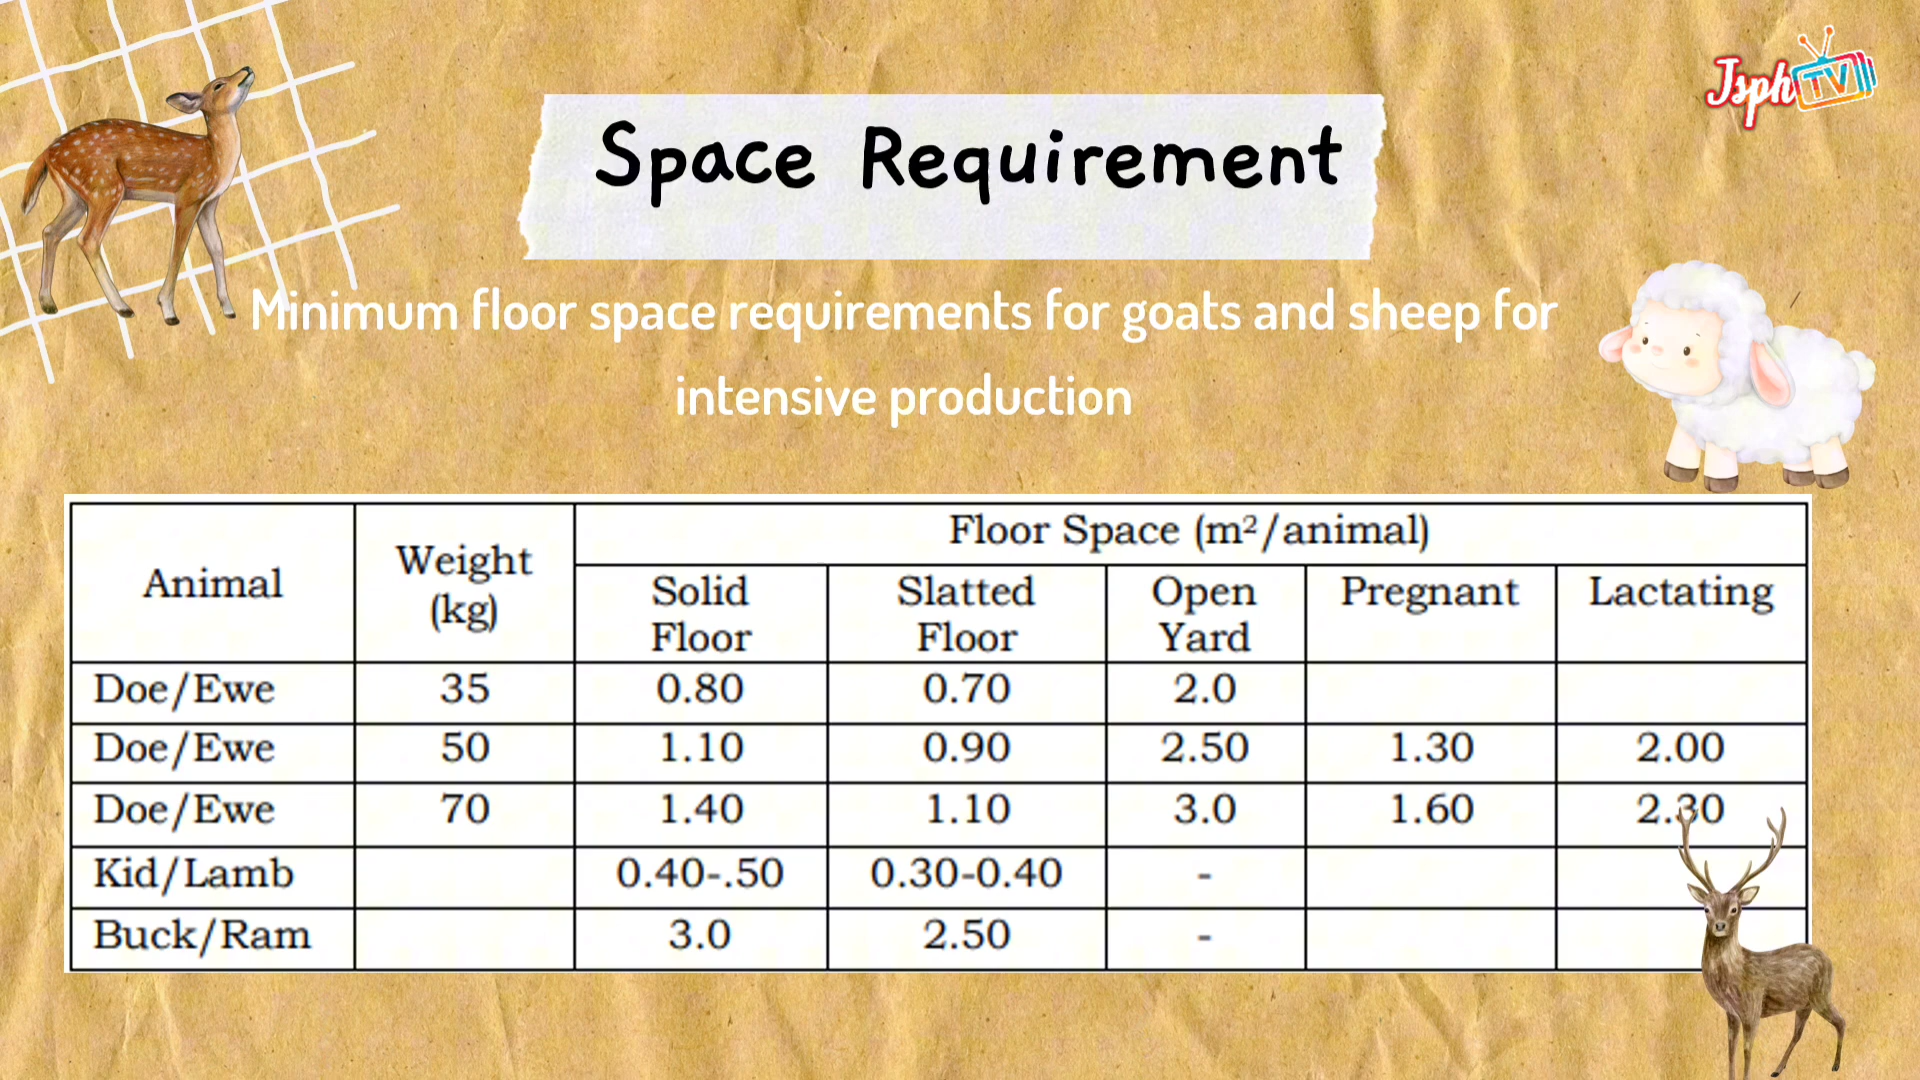 Jsph TV
Space Requirement
Minimum floor space requirements for goats and sheep for
intensive production
Animal Weight (kg) Floor Space (m²/animal)
Solid Floor Slatted Floor Open Yard Pregnant Lactating
Doe/Ewe 35 0.80 0.70 2.0
Doe/Ewe 50 1.10 0.90 2.50 1.30 2.00
Doe/Ewe 70 1.40 1.10 3.0 1.60 2.30
Kid/Lamb 0.40-.50 0.30-0.40 -
Buck/Ram 3.0 2.50 -